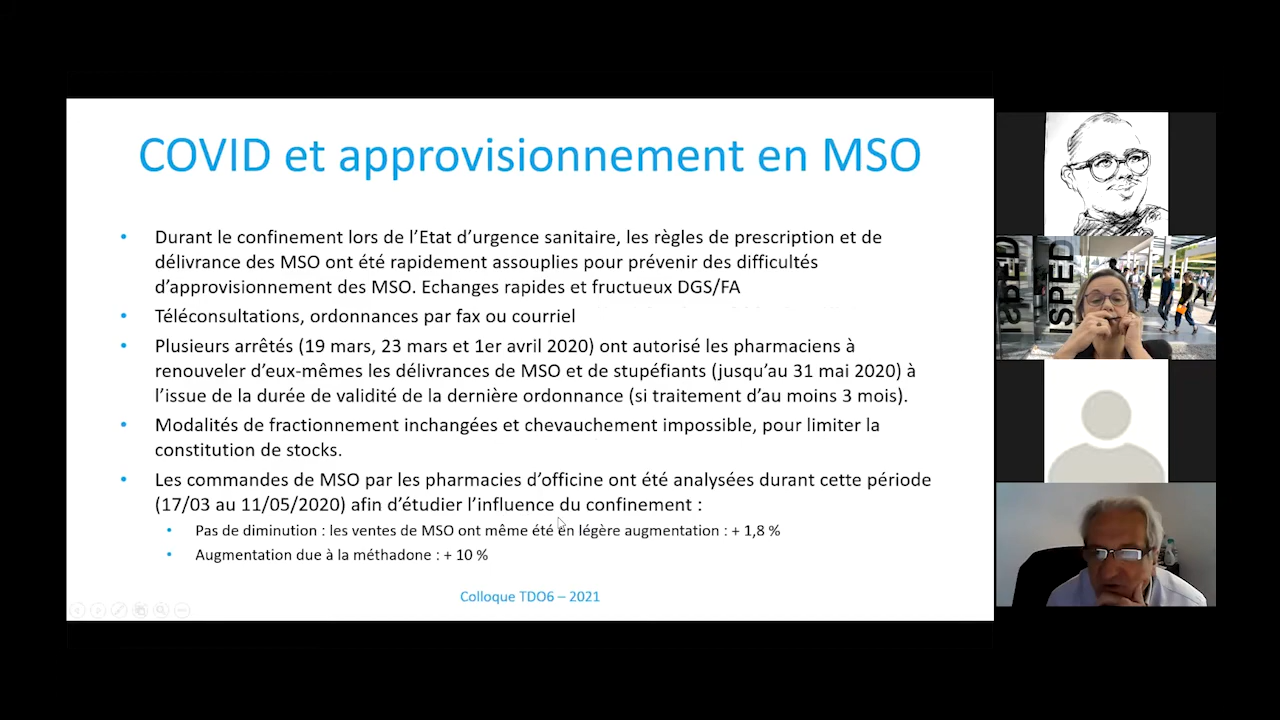 COVID et approvisionnement en MSO
• Durant le confinement lors de l'Etat d'urgence sanitaire, les règles de prescription et de
délivrance des MSO ont été rapidement assouplies pour prévenir des difficultés
d'approvisionnement des MSO. Echanges rapides et fructueux DGS/FA
• Téléconsultations, ordonnances par fax ou courriel
• Plusieurs arrêtés (19 mars, 23 mars et 1er avril 2020) ont autorisé les pharmaciens à
renouveler d'eux-mêmes les délivrances de MSO et de stupéfiants (jusqu'au 31 mai 2020) à
l'issue de la durée de validité de la dernière ordonnance (si traitement d'au moins 3 mois).
• Modalités de fractionnement inchangées et chevauchement impossible, pour limiter la
constitution de stocks.
• Les commandes de MSO par les pharmacies d'officine ont été analysées durant cette période
(17/03 au 11/05/2020) afin d'étudier l'influence du confinement :
• Pas de diminution : les ventes de MSO ont même été en légère augmentation : + 1,8 %
• Augmentation due à la méthadone : + 10 %
Colloque TDO6 – 2021
ISPED
ISPED